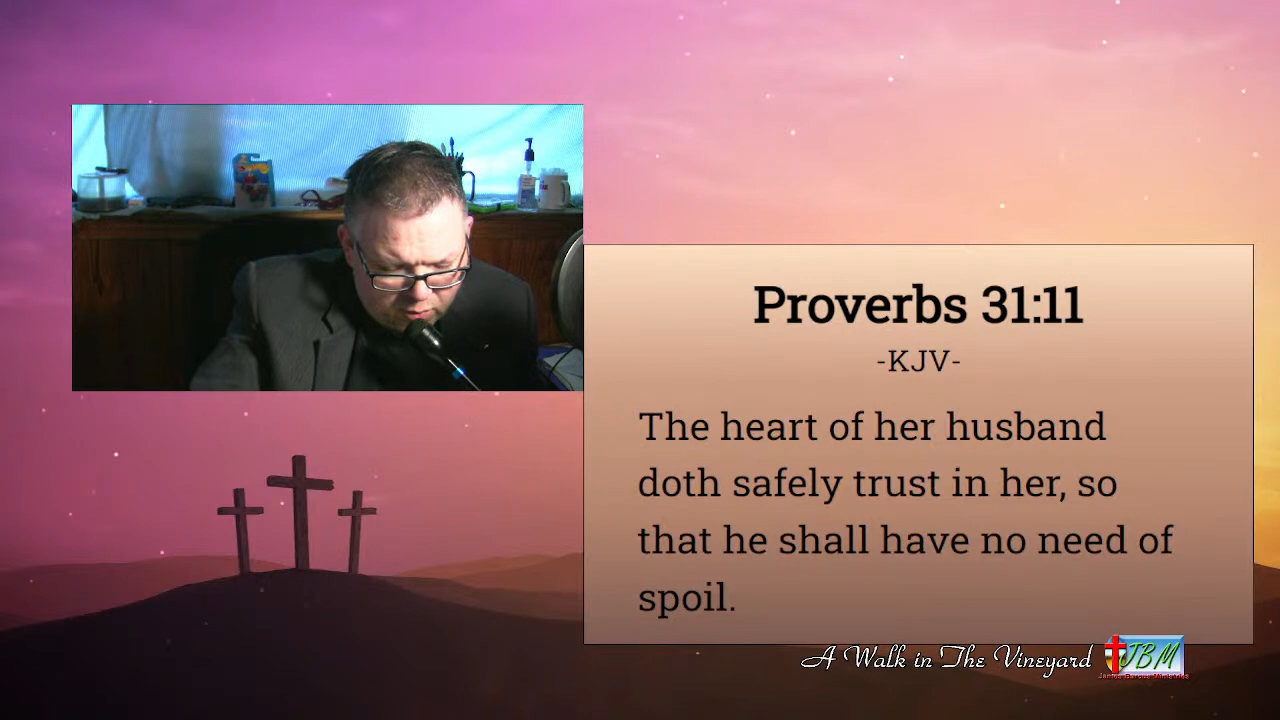 Proverbs 31:11
-KJV-
The heart of her husband
doth safely trust in her, so
that he shall have no need of
spoil.
A Walk in The Vineyard
JBM